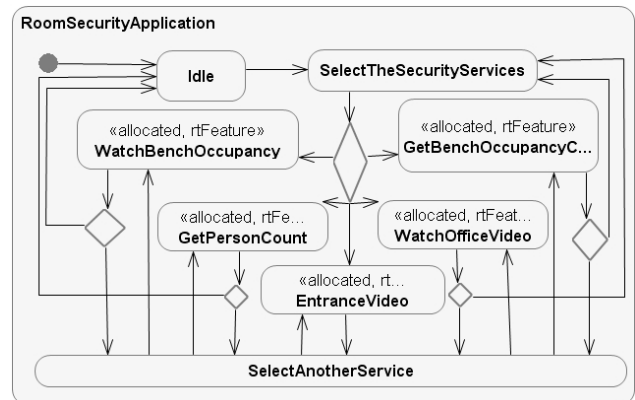 RoomSecurityApplication
Idle
SelectTheSecurityServices
«allocated, rtFeature»
WatchBenchOccupancy
«allocated, rtFeature»
GetBenchOccupancyC...
«allocated, rtFe...
GetPersonCount
«allocated, rtFeat...
WatchOfficeVideo
«allocated, rt...
EntranceVideo
SelectAnotherService